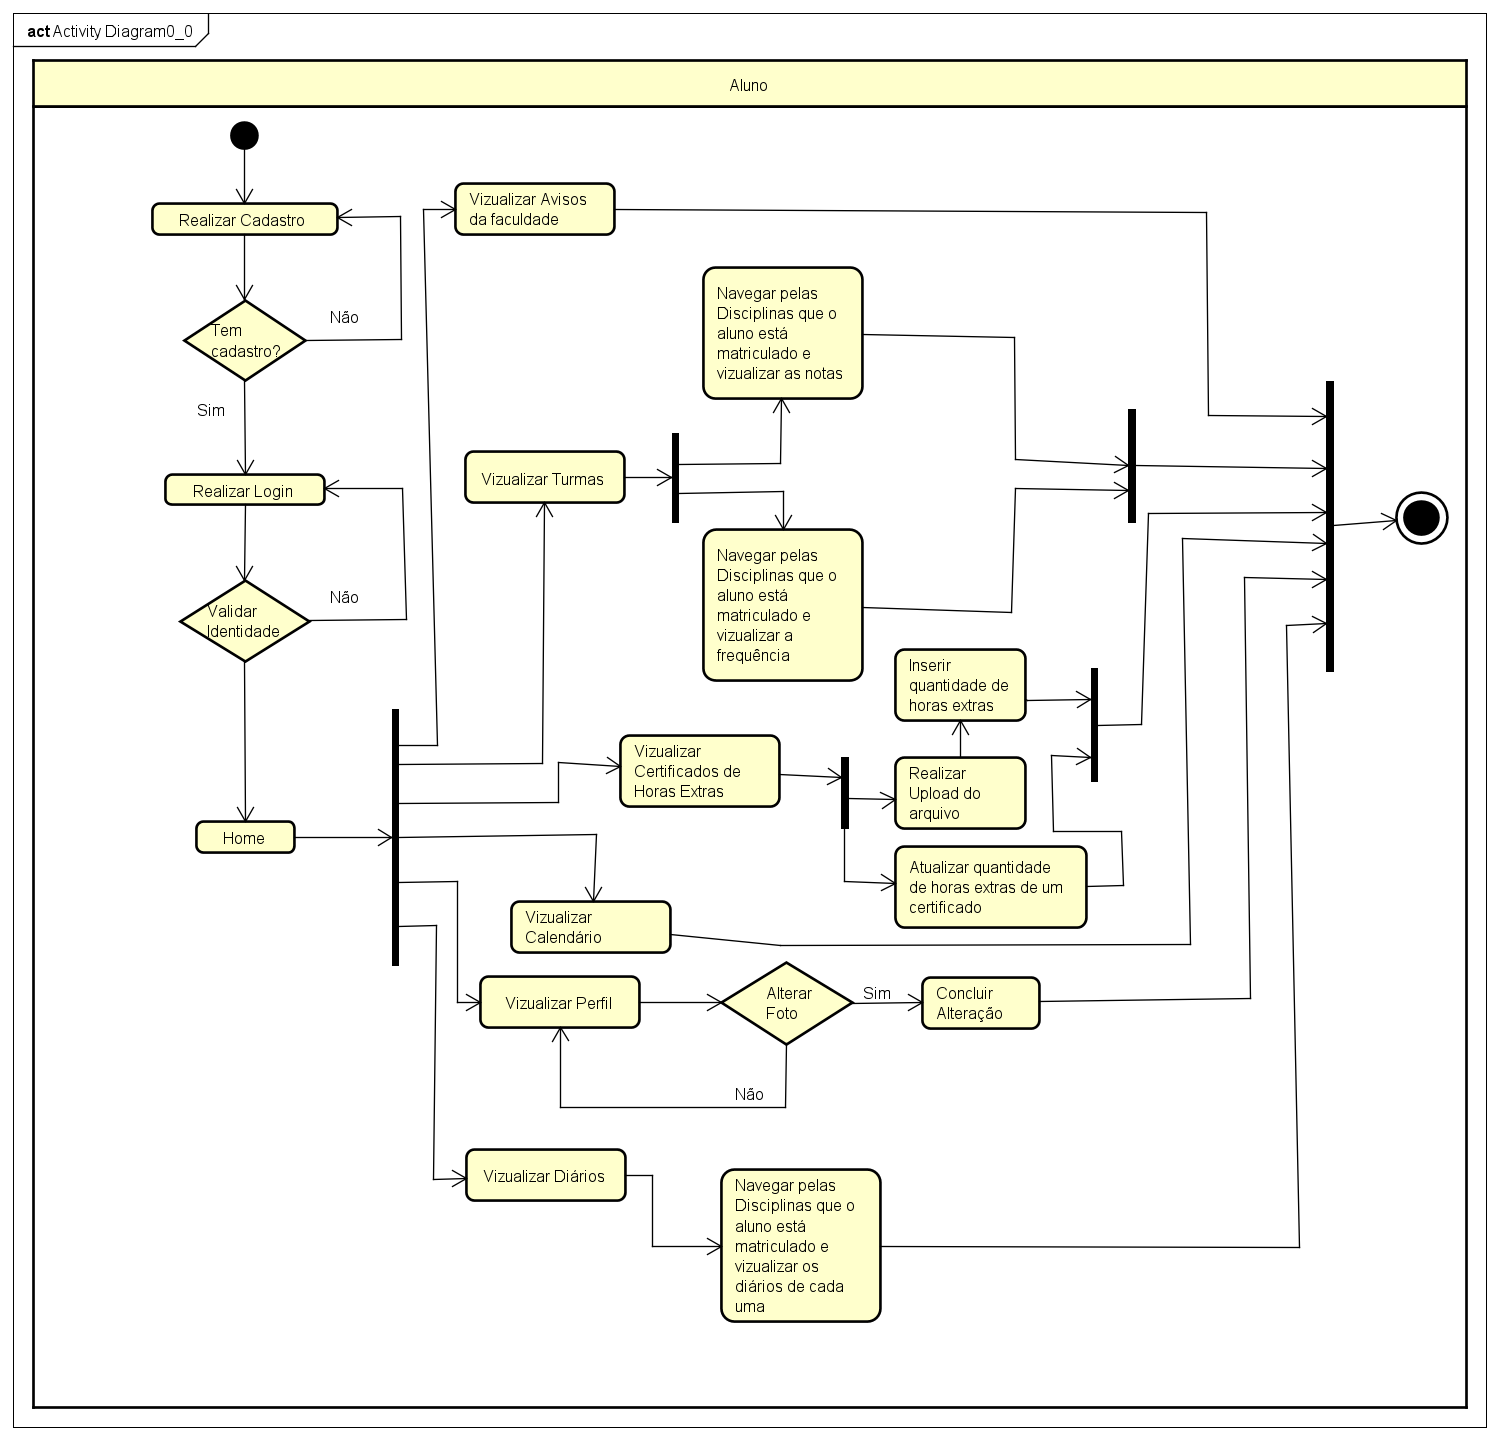 act Activity Diagram0_0
Aluno
Realizar Cadastro
Tem
cadastro?
Não
Sim
Realizar Login
Validar
Identidade
Não
Home
Vizualizar Avisos
da faculdade
Vizualizar Turmas
Navegar pelas
Disciplinas que o
aluno está
matriculado e
vizualizar as notas
Navegar pelas
Disciplinas que o
aluno está
matriculado e
vizualizar a
frequência
Vizualizar
Certificados de
Horas Extras
Inserir
quantidade de
horas extras
Realizar
Upload do
arquivo
Atualizar quantidade
de horas extras de um
certificado
Vizualizar
Calendário
Vizualizar Perfil
Alterar
Foto
Sim
Concluir
Alteração
Não
Vizualizar Diários
Navegar pelas
Disciplinas que o
aluno está
matriculado e
vizualizar os
diários de cada
uma